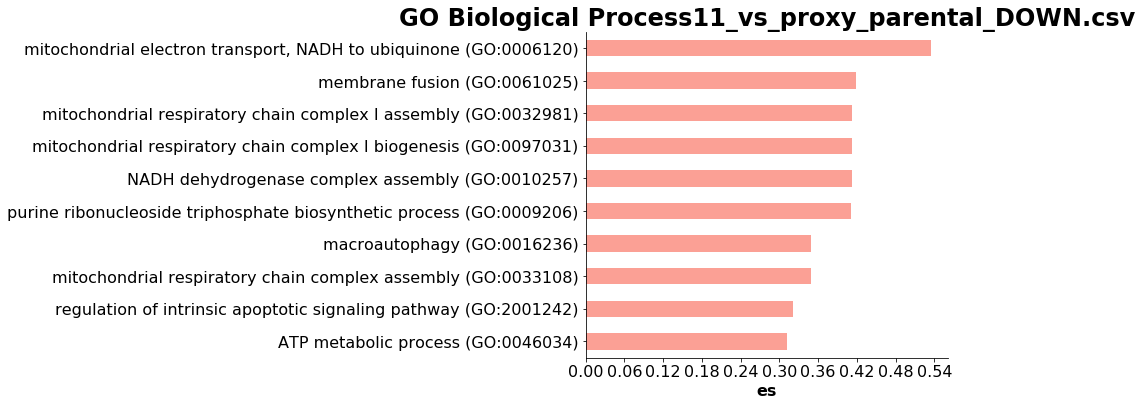 GO Biological Process11_vs_proxy_parental_DOWN.csv
mitochondrial electron transport, NADH to ubiquinone (GO:0006120)
membrane fusion (GO:0061025)
mitochondrial respiratory chain complex I assembly (GO:0032981)
mitochondrial respiratory chain complex I biogenesis (GO:0097031)
NADH dehydrogenase complex assembly (GO:0010257)
purine ribonucleoside triphosphate biosynthetic process (GO:0009206)
macroautophagy (GO:0016236)
mitochondrial respiratory chain complex assembly (GO:0033108)
regulation of intrinsic apoptotic signaling pathway (GO:2001242)
ATP metabolic process (GO:0046034)
0.00 0.06 0.12 0.18 0.24 0.30 0.36 0.42 0.48 0.54
es